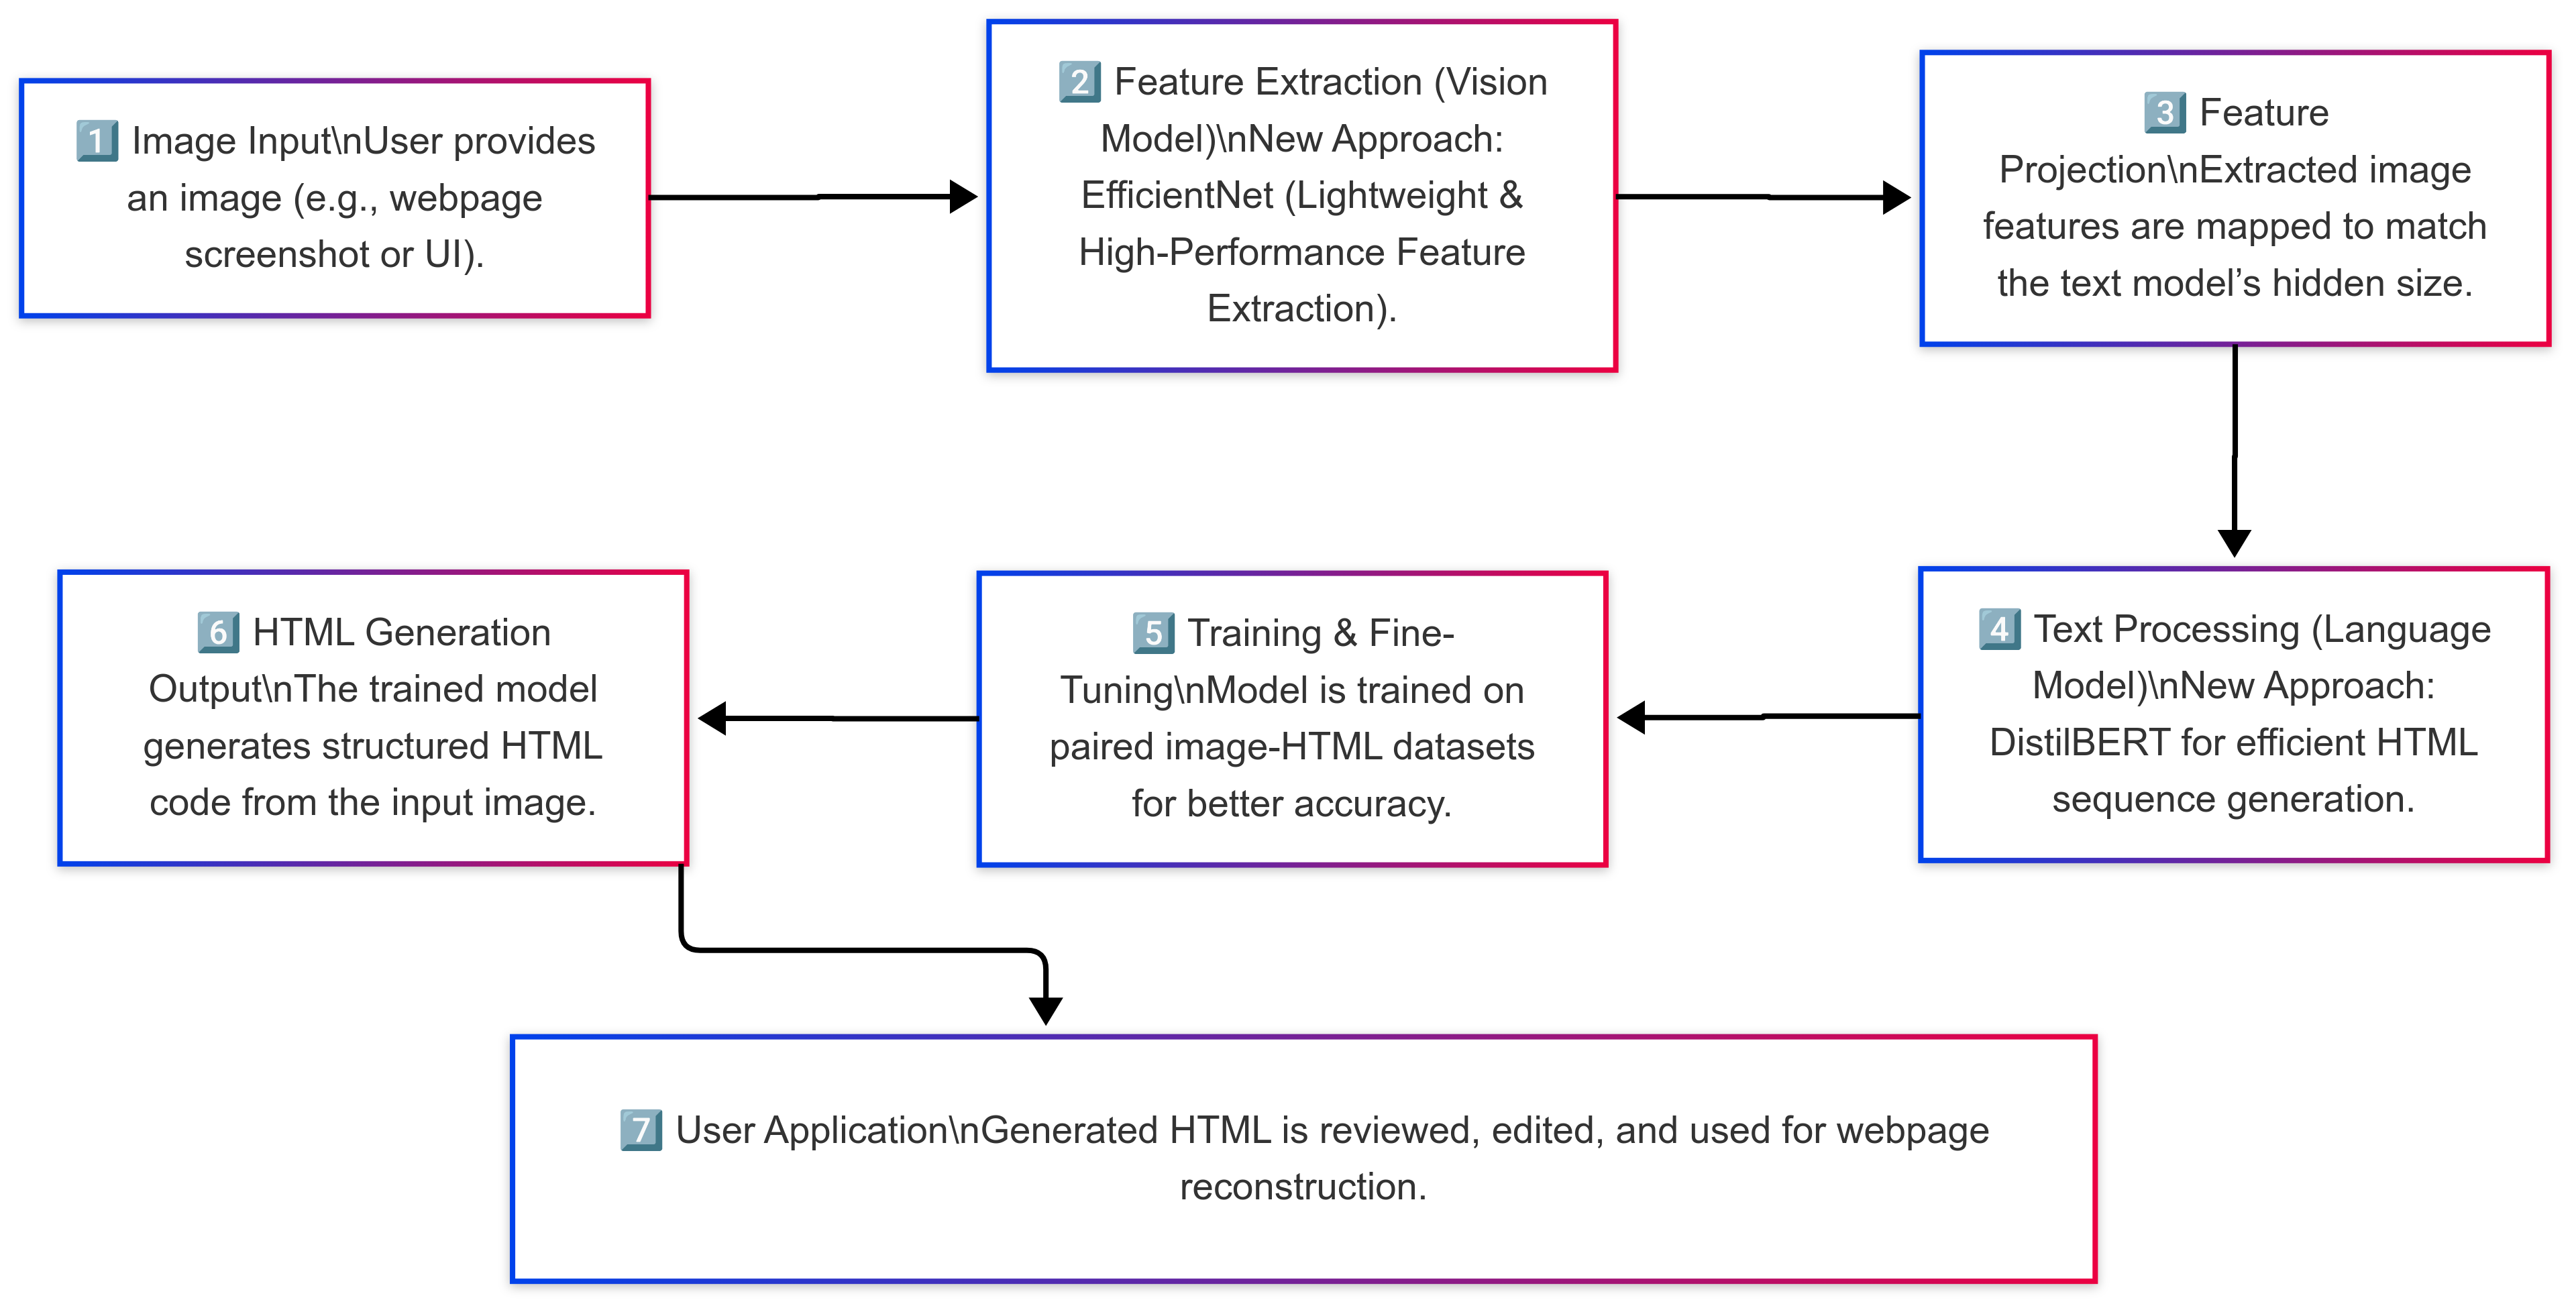 1️⃣ Image Input\nUser provides
an image (e.g., webpage
screenshot or UI).
2️⃣ Feature Extraction (Vision
Model)\nNew Approach:
EfficientNet (Lightweight &
High-Performance Feature
Extraction).
3️⃣ Feature
Projection\nExtracted image
features are mapped to match
the text model’s hidden size.
4️⃣ Text Processing (Language
Model)\nNew Approach:
DistilBERT for efficient HTML
sequence generation.
5️⃣ Training & Fine-
Tuning\nModel is trained on
paired image-HTML datasets
for better accuracy.
6️⃣ HTML Generation
Output\nThe trained model
generates structured HTML
code from the input image.
7️⃣ User Application\nGenerated HTML is reviewed, edited, and used for webpage
reconstruction.